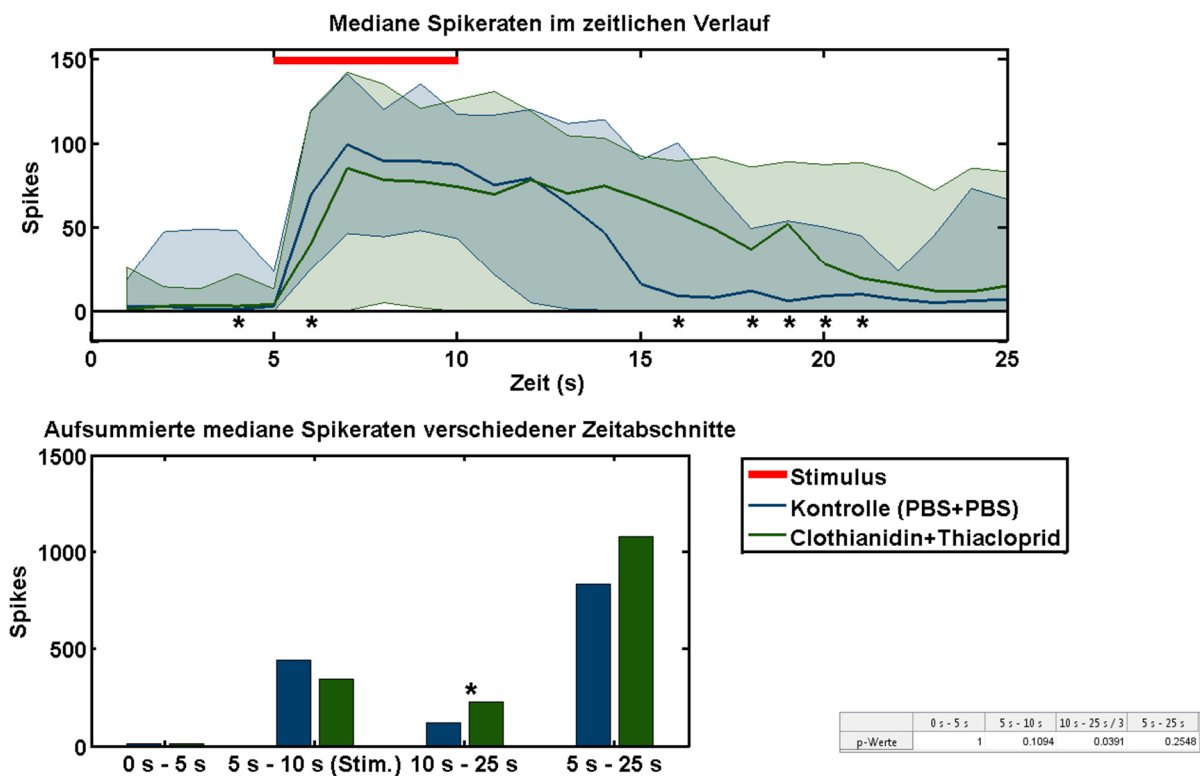 Mediane Spikeraten im zeitlichen Verlauf
150
100
50
0
Spikes
* * * * * * *
0 5 10 15 20 25
Zeit (s)
Aufsummierte mediane Spikeraten verschiedener Zeitabschnitte
1500
1000
500
0
Spikes
*
0 s - 5 s 5 s - 10 s (Stim.) 10 s - 25 s 5 s - 25 s
Stimulus
Kontrolle (PBS+PBS)
Clothianidin+Thiacloprid
0 s - 5 s 5 s - 10 s 10 s - 25 s / 3 5 s - 25 s
p-Werte 1 0.1094 0.0391 0.2548